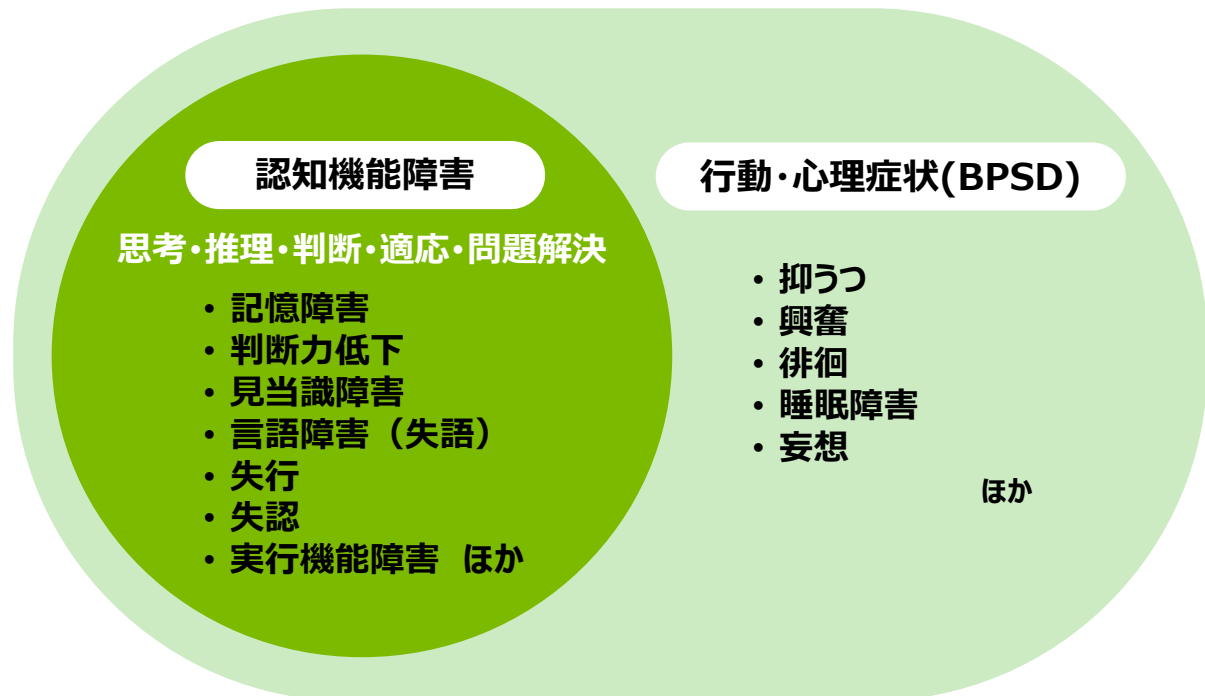 認知機能障害
思考・推理・判断・適応・問題解決
・記憶障害
・判断力低下
・見当識障害
・言語障害（失語）
・失行
・失認
・実行機能障害 ほか
行動・心理症状(BPSD)
・抑うつ
・興奮
・徘徊
・睡眠障害
・妄想
ほか